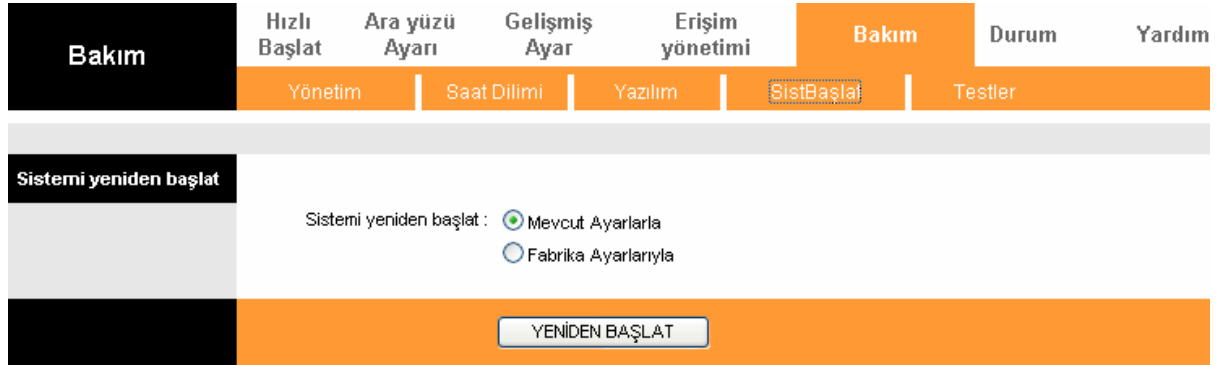 Bakım
Hızlı Başlat
Ara yüzü Ayarı
Gelişmiş Ayar
Erişim yönetimi
Bakım
Durum
Yardım
Yönetim
Saat Dilimi
Yazılım
SistBaşlat
Testler
Sistemi yeniden başlat
Sistemi yeniden başlat :
Mevcut Ayarlarla
Fabrika Ayarlarıyla
YENİDEN BAŞLAT